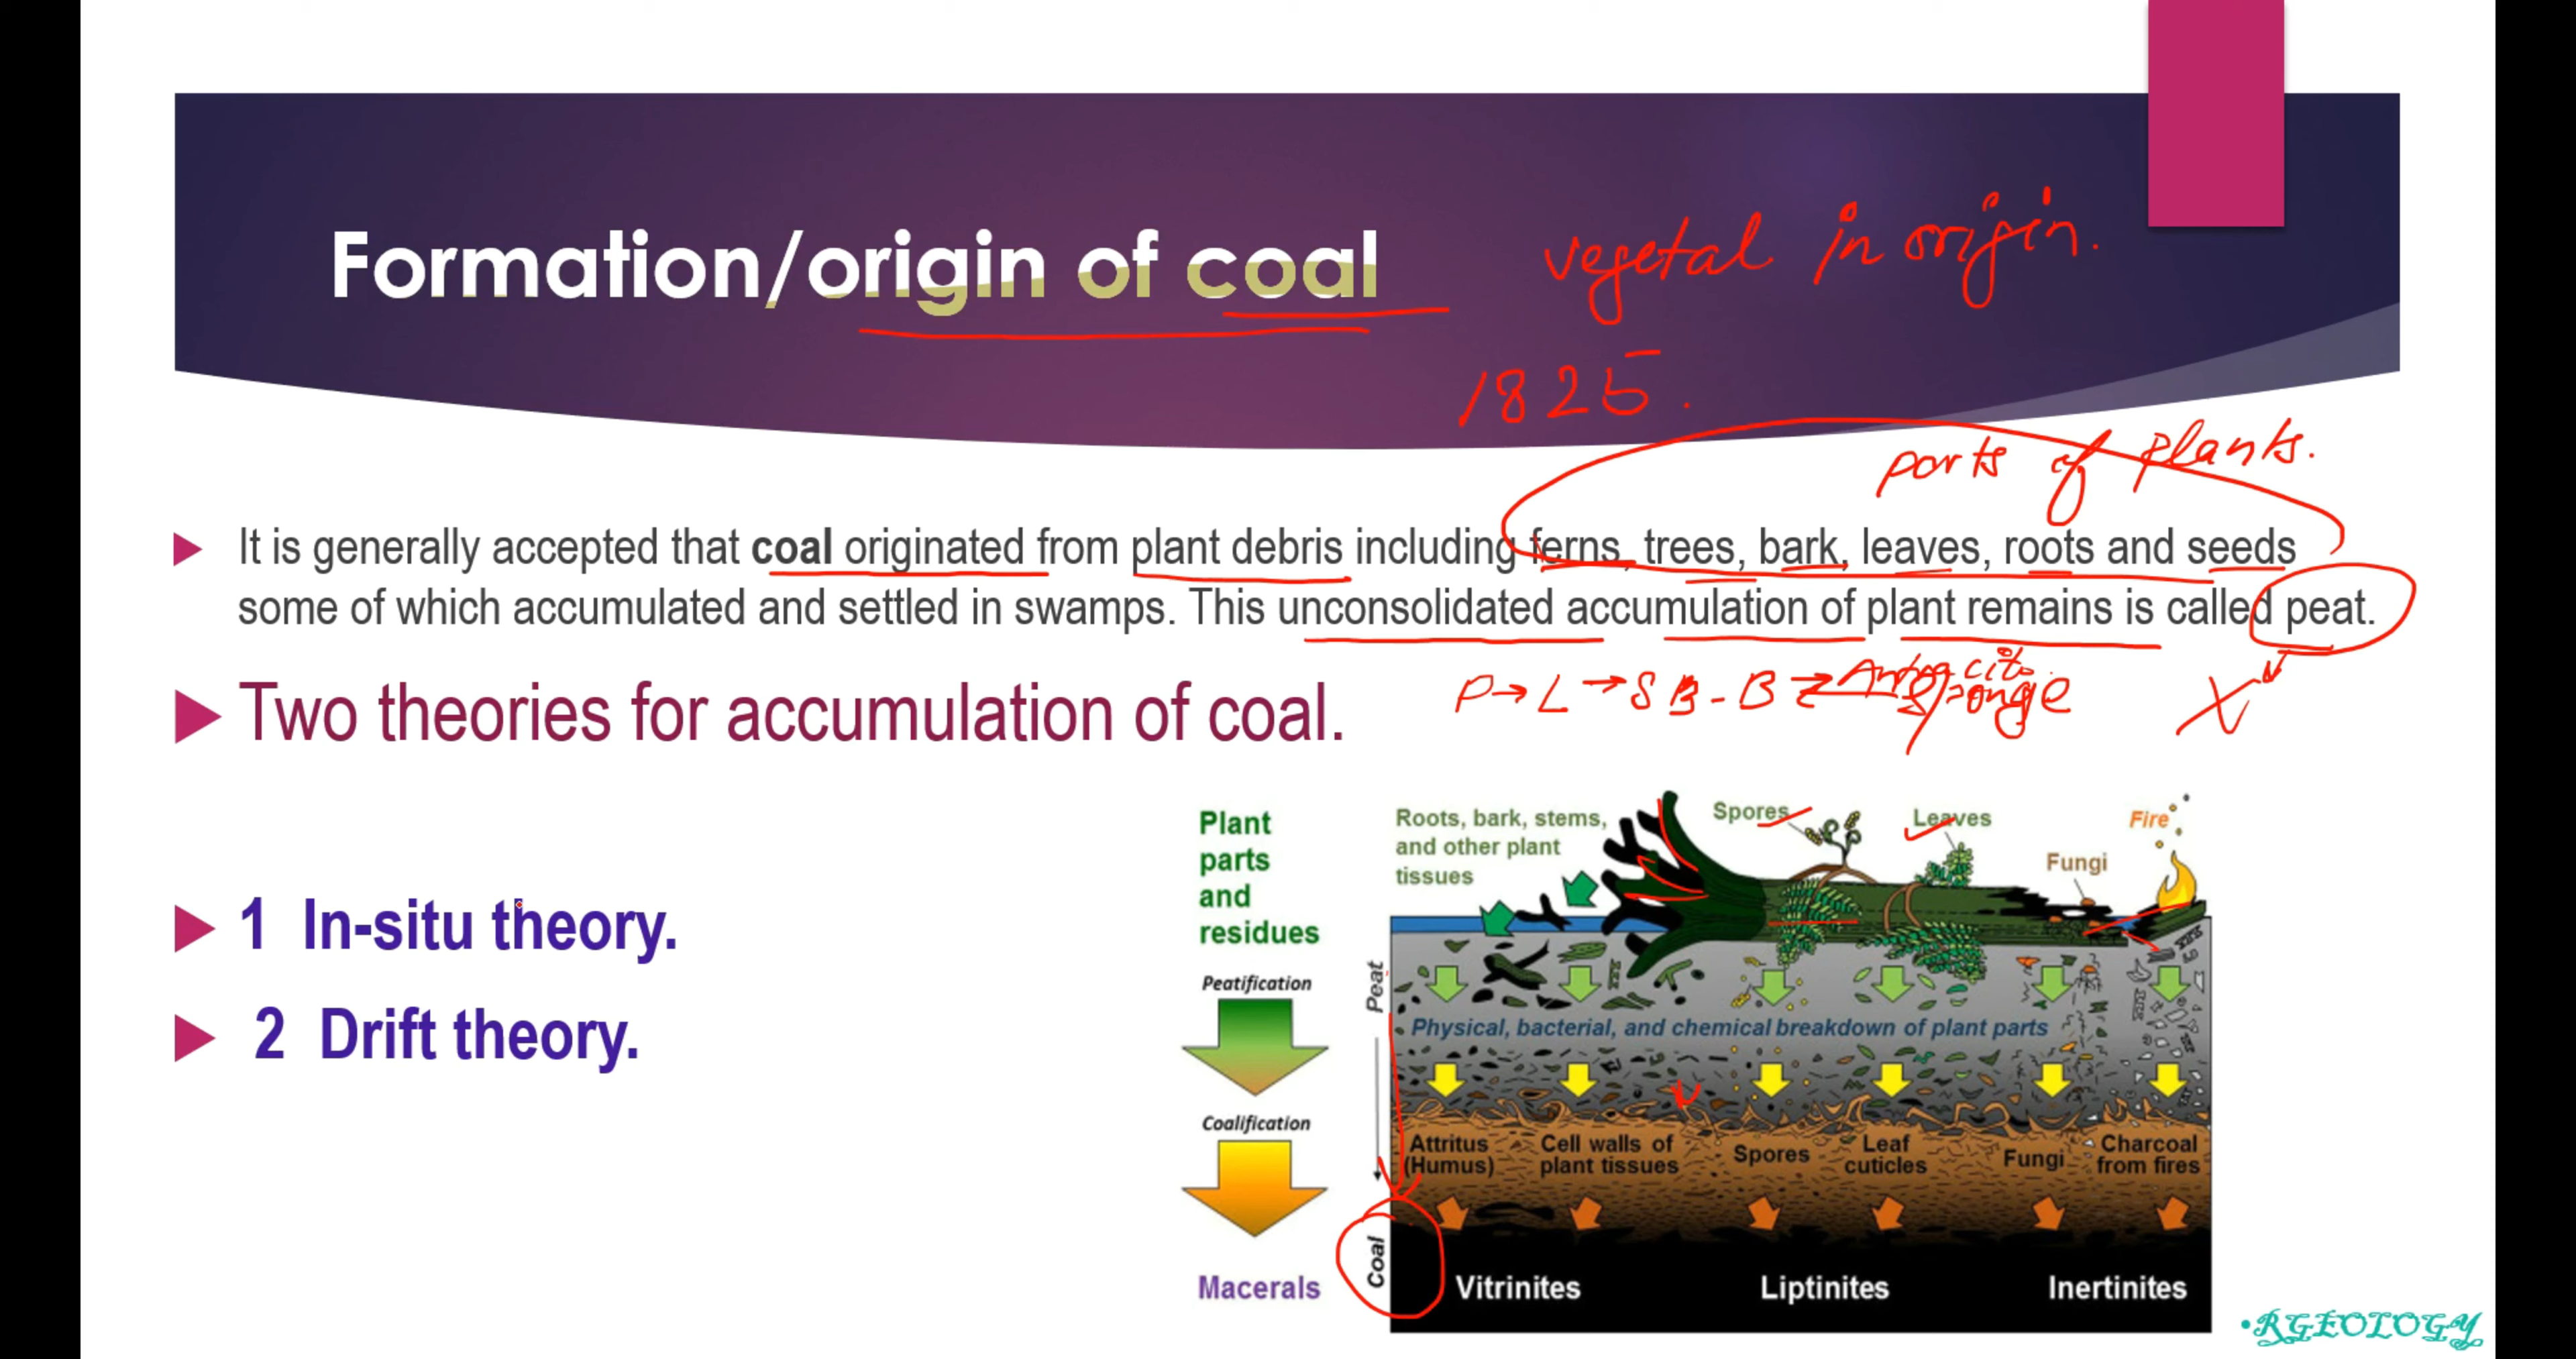 vegetal in origin.
Formation/origin of coal
1825.
parts of plants.
It is generally accepted that coal originated from plant debris including ferns, trees, bark, leaves, roots and seeds
some of which accumulated and settled in swamps. This unconsolidated accumulation of plant remains is called peat.
P→L→SB-B
Two theories for accumulation of coal.
1 In-situ theory.
2 Drift theory.
Plant
parts
and
residues
Peatification
Coalification
Macerals
Roots, bark, stems,
and other plant
tissues
Spores
Leaves
Fungi
Fire
Peat
Physical, bacterial, and chemical breakdown of plant parts
Attritus
(Humus)
Cell walls of
plant tissues
Spores
Leaf
cuticles
Fungi
Charcoal
from fires
Coal
Vitrinites
Liptinites
Inertinites
•RGEOLOGY